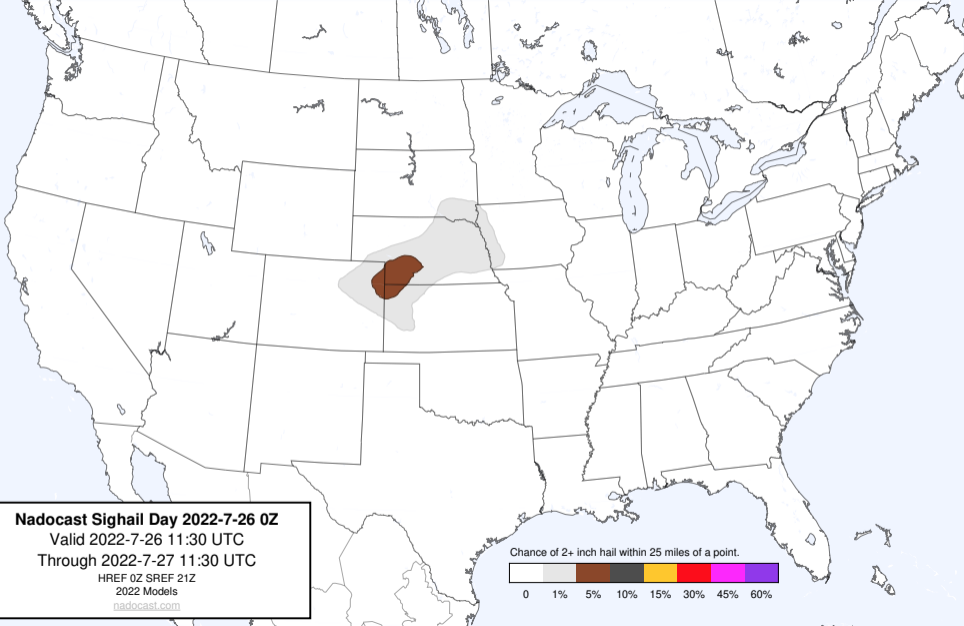 Nadocast Sighail Day 2022-7-26 0Z
Valid 2022-7-26 11:30 UTC
Through 2022-7-27 11:30 UTC
HREF 0Z SREF 21Z
2022 Models
nadocast.com
Chance of 2+ inch hail within 25 miles of a point.
0 1% 5% 10% 15% 30% 45% 60%